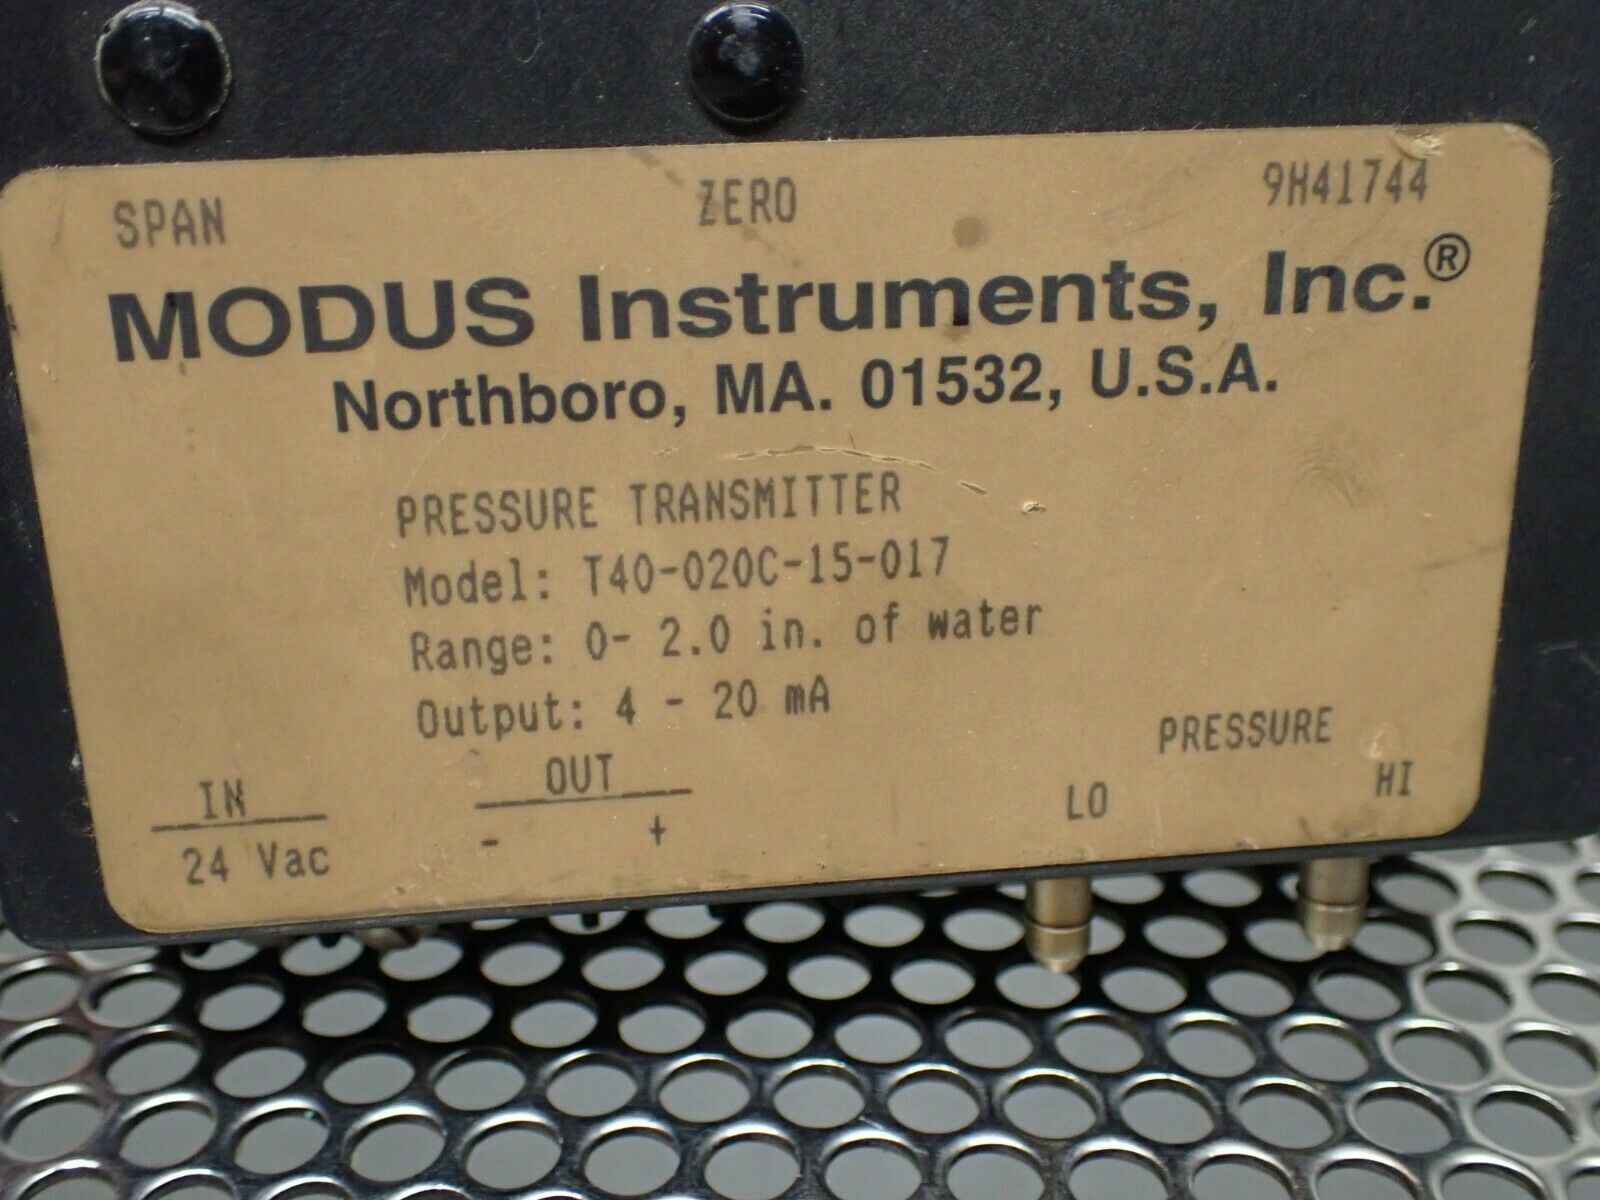 SPAN ZERO 9H41744
MODUS Instruments, Inc.®
Northboro, MA. 01532, U.S.A.
PRESSURE TRANSMITTER
Model: T40-020C-15-017
Range: 0- 2.0 in. of water
Output: 4 - 20 mA
IN OUT PRESSURE
24 Vac - + LO HI